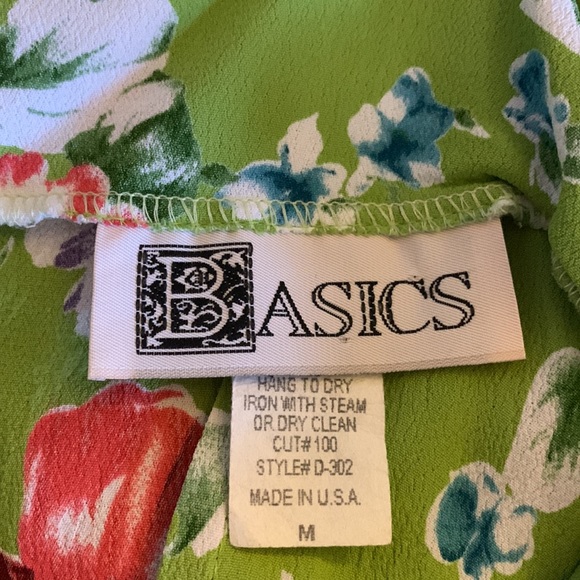 BASICS
HANG TO DRY
IRON WITH STEAM
OR DRY CLEAN
CUT# 100
STYLE# D-302
MADE IN U.S.A.
M